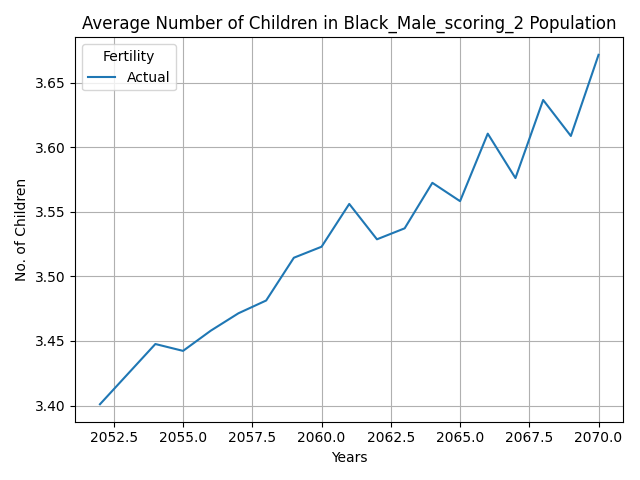 Average Number of Children in Black_Male_scoring_2 Population
Fertility
Actual
No. of Children
3.65
3.60
3.55
3.50
3.45
3.40
2052.5 2055.0 2057.5 2060.0 2062.5 2065.0 2067.5 2070.0
Years